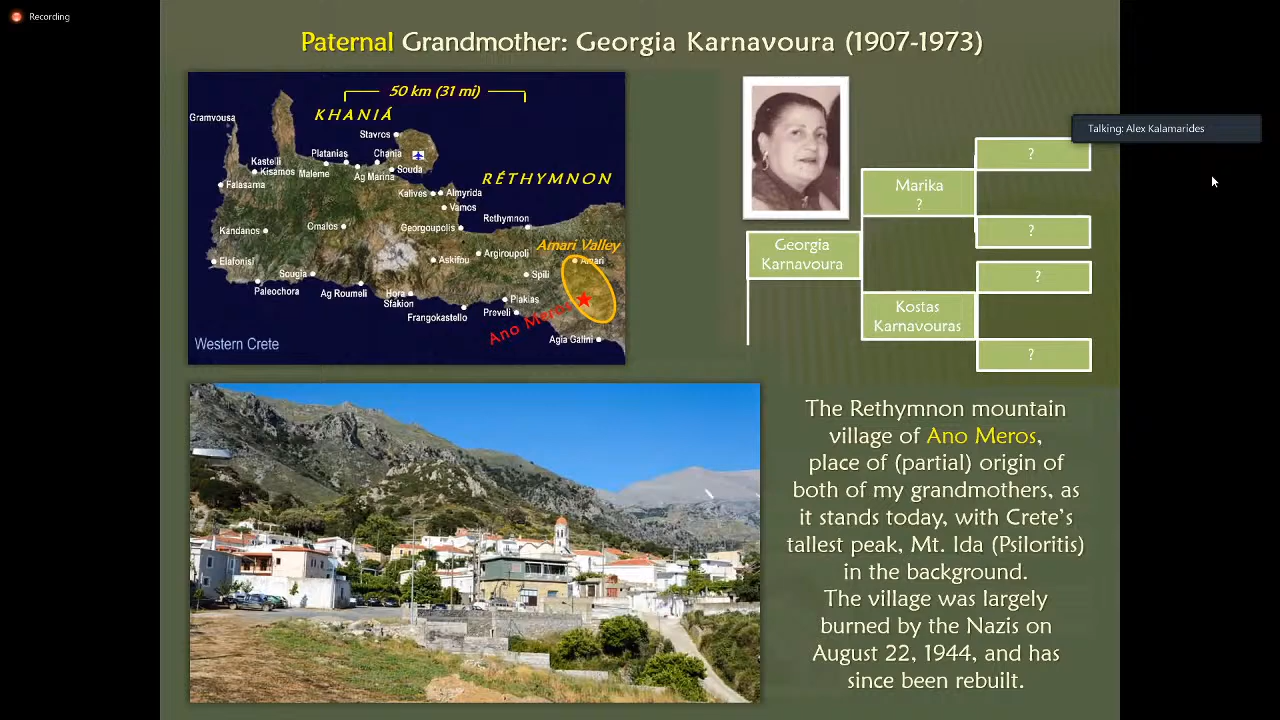 Recording
Paternal Grandmother: Georgia Karnavoura (1907-1973)
50 km (31 mi)
KHANIÁ
Gramvousa
Stavros
Platanias
Chania
Kastelli
Kisamos
Maleme
Ag Marina
Souda
RÉTHYMNON
Falasarna
Kalives
Almyrida
Vamos
Rethymnon
Kandanos
Omalos
Georgoupolis
Amari Valley
Elafonisi
Askifou
Argiroupoli
Amari
Sougia
Spili
Paleochora
Ag Roumeli
Hora
Sfakion
Plakias
Frangokastello
Preveli
Ano Meros
Agia Galini
Western Crete
Talking: Alex Kalamarides
?
Marika
?
?
Georgia
Karnavoura
?
Kostas
Karnavouras
?
The Rethymnon mountain
village of Ano Meros,
place of (partial) origin of
both of my grandmothers, as
it stands today, with Crete's
tallest peak, Mt. Ida (Psiloritis)
in the background.
The village was largely
burned by the Nazis on
August 22, 1944, and has
since been rebuilt.